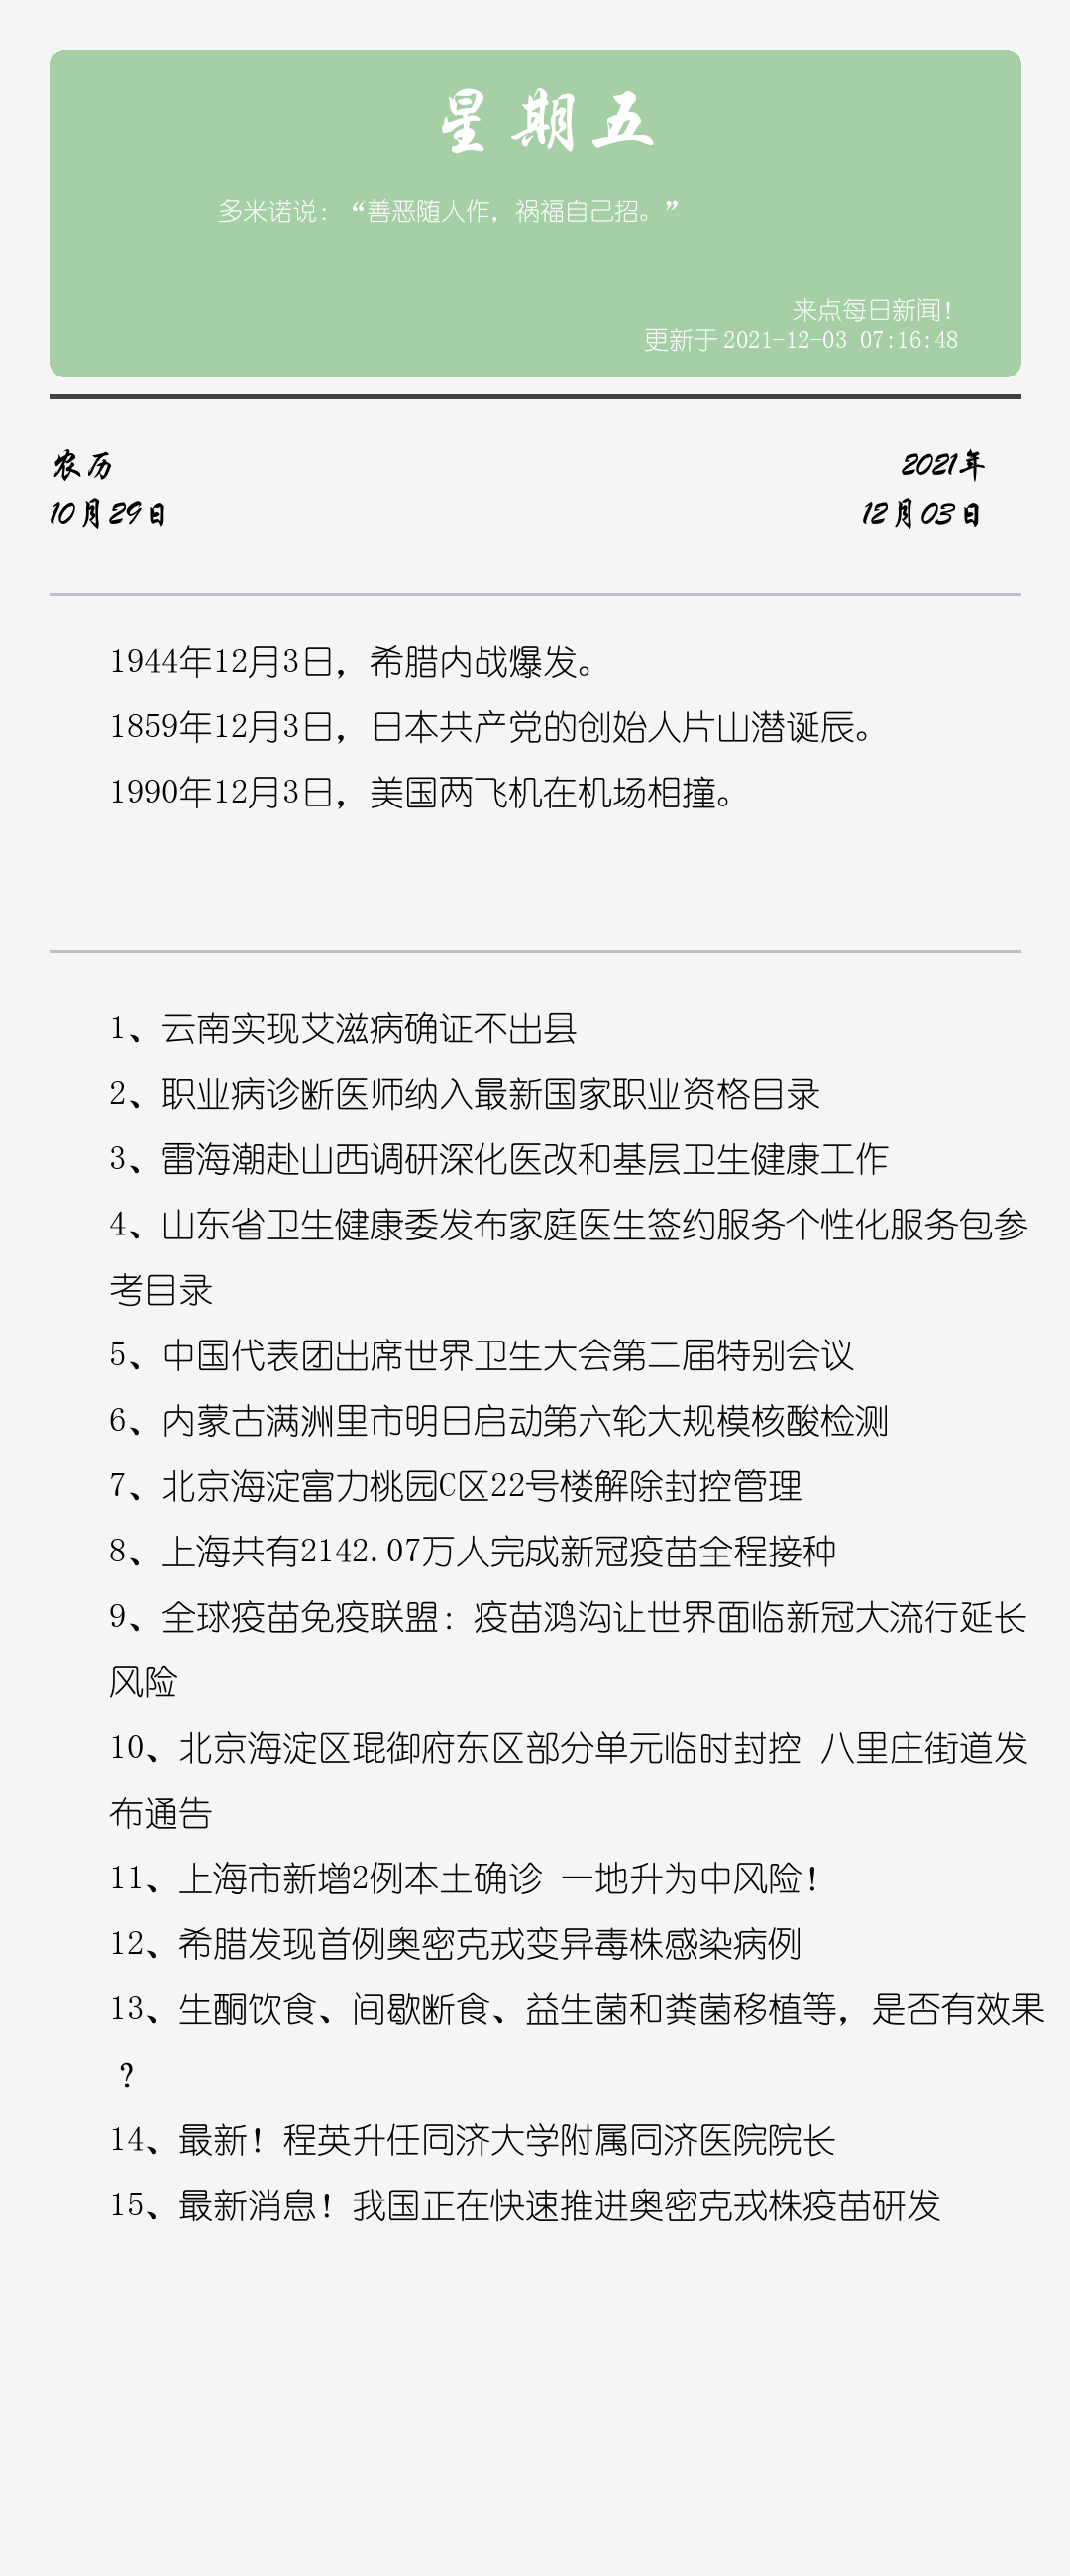 星期五
多米诺说：“善恶随人作，祸福自己招。”
来点每日新闻！
更新于 2021-12-03 07:16:48
农历
2021年
10月29日
12月03日
1944年12月3日，希腊内战爆发。
1859年12月3日，日本共产党的创始人片山潜诞辰。
1990年12月3日，美国两飞机在机场相撞。
1、云南实现艾滋病确证不出县
2、职业病诊断医师纳入最新国家职业资格目录
3、雷海潮赴山西调研深化医改和基层卫生健康工作
4、山东省卫生健康委发布家庭医生签约服务个性化服务包参
考目录
5、中国代表团出席世界卫生大会第二届特别会议
6、内蒙古满洲里市明日启动第六轮大规模核酸检测
7、北京海淀富力桃园C区22号楼解除封控管理
8、上海共有2142.07万人完成新冠疫苗全程接种
9、全球疫苗免疫联盟：疫苗鸿沟让世界面临新冠大流行延长
风险
10、北京海淀区琨御府东区部分单元临时封控 八里庄街道发
布通告
11、上海市新增2例本土确诊 一地升为中风险！
12、希腊发现首例奥密克戎变异毒株感染病例
13、生酮饮食、间歇断食、益生菌和粪菌移植等，是否有效果
？
14、最新！程英升任同济大学附属同济医院院长
15、最新消息！我国正在快速推进奥密克戎株疫苗研发